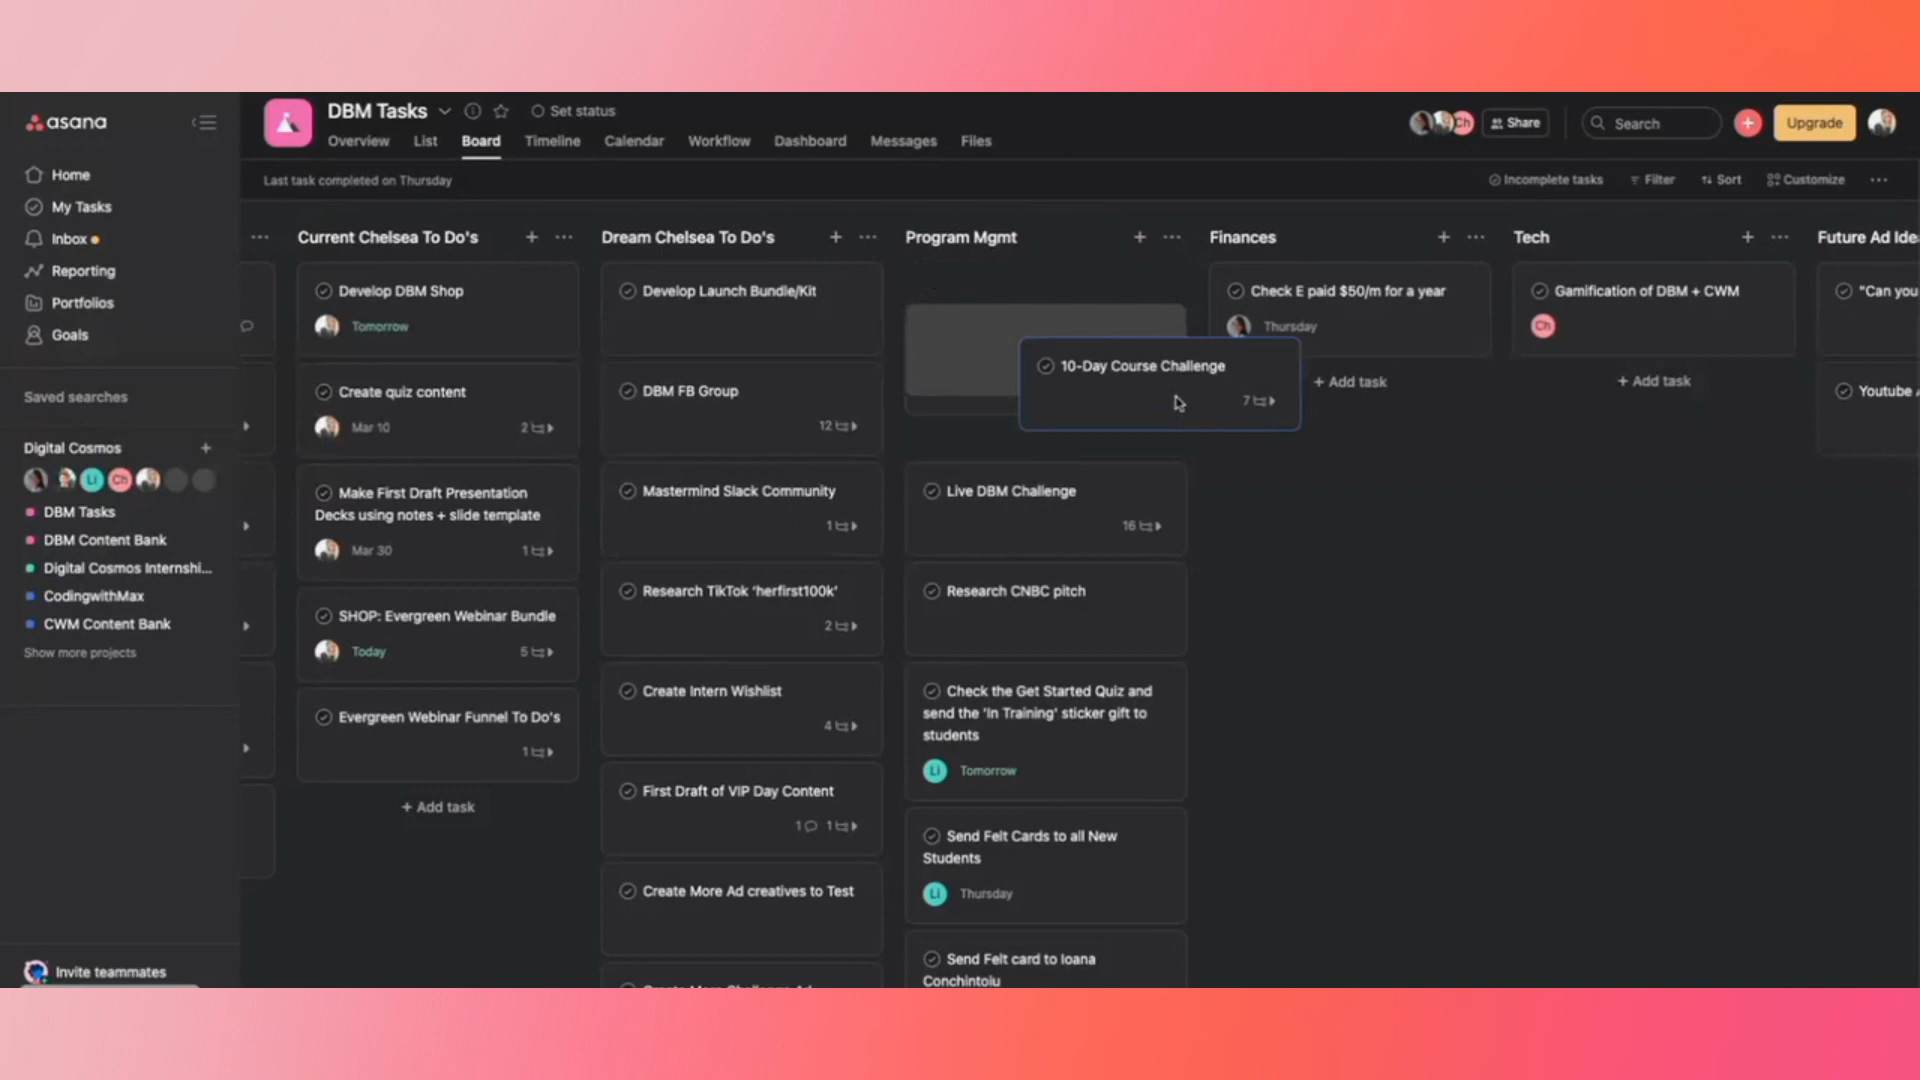 asana
Home
My Tasks
Inbox
Reporting
Portfolios
Goals
Saved searches
Digital Cosmos +
Li
Ch
DBM Tasks
DBM Content Bank
Digital Cosmos Internshi...
CodingwithMax
CWM Content Bank
Show more projects
Invite teammates
DBM Tasks
Set status
Overview
List
Board
Timeline
Calendar
Workflow
Dashboard
Messages
Files
Ch
Share
Search
+
Upgrade
Last task completed on Thursday
Incomplete tasks
Filter
Sort
Customize
...
...
Current Chelsea To Do's + ...
Develop DBM Shop
Tomorrow
Create quiz content
Mar 10
2
Make First Draft Presentation
Decks using notes + slide template
Mar 30
1
SHOP: Evergreen Webinar Bundle
Today
5
Evergreen Webinar Funnel To Do's
1
+ Add task
Dream Chelsea To Do's + ...
Develop Launch Bundle/Kit
DBM FB Group
12
Mastermind Slack Community
1
Research TikTok 'herfirst100k'
2
Create Intern Wishlist
4
First Draft of VIP Day Content
1 1
Create More Ad creatives to Test
Program Mgmt + ...
10-Day Course Challenge
7
Live DBM Challenge
16
Research CNBC pitch
Check the Get Started Quiz and
send the 'In Training' sticker gift to
students
Li
Tomorrow
Send Felt Cards to all New
Students
Li
Thursday
Send Felt card to Ioana
Conchintoiu
Finances + ...
Check E paid $50/m for a year
Thursday
+ Add task
Tech + ...
Gamification of DBM + CWM
Ch
+ Add task
Future Ad Ide
"Can you
Youtube